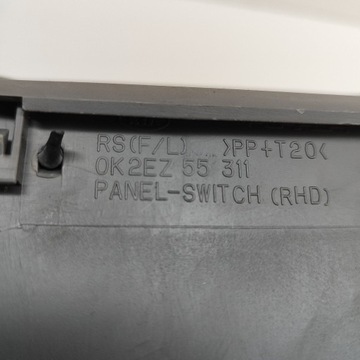 RS(F/L) >PP+T20<
0K2EZ 55 311
PANEL-SWITCH (RHD)